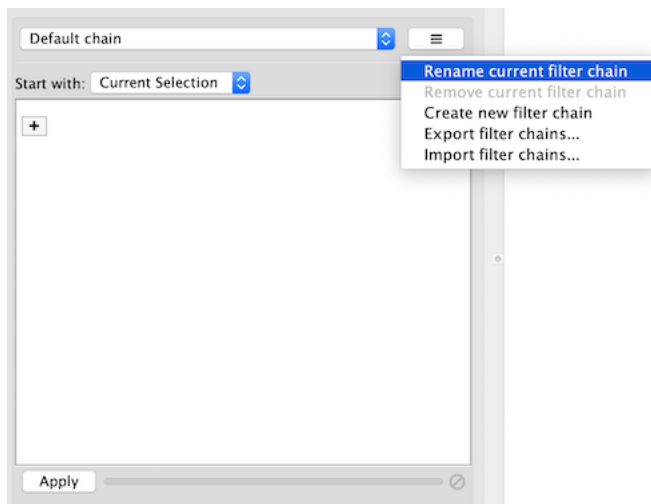 Default chain
Rename current filter chain
Start with: Current Selection
Remove current filter chain
Create new filter chain
Export filter chains...
Import filter chains...
+
Apply